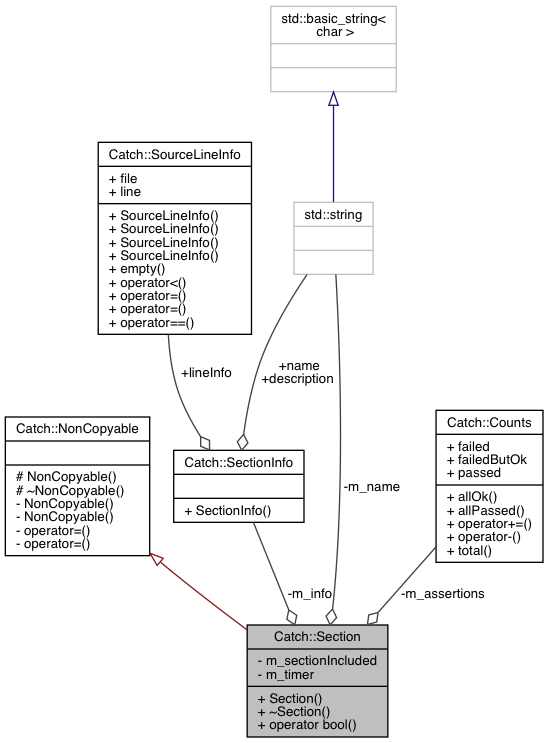 std::basic_string<
char >
Catch::SourceLineInfo
+ file
+ line
+ SourceLineInfo()
+ SourceLineInfo()
+ SourceLineInfo()
+ SourceLineInfo()
+ empty()
+ operator<()
+ operator=()
+ operator=()
+ operator==()
std::string
+lineInfo
+name
+description
Catch::NonCopyable
# NonCopyable()
# ~NonCopyable()
- NonCopyable()
- NonCopyable()
- operator=()
- operator=()
Catch::SectionInfo
+ SectionInfo()
-m_name
Catch::Counts
+ failed
+ failedButOk
+ passed
+ allOk()
+ allPassed()
+ operator+=()
+ operator-()
+ total()
-m_info
-m_assertions
Catch::Section
- m_sectionIncluded
- m_timer
+ Section()
+ ~Section()
+ operator bool()